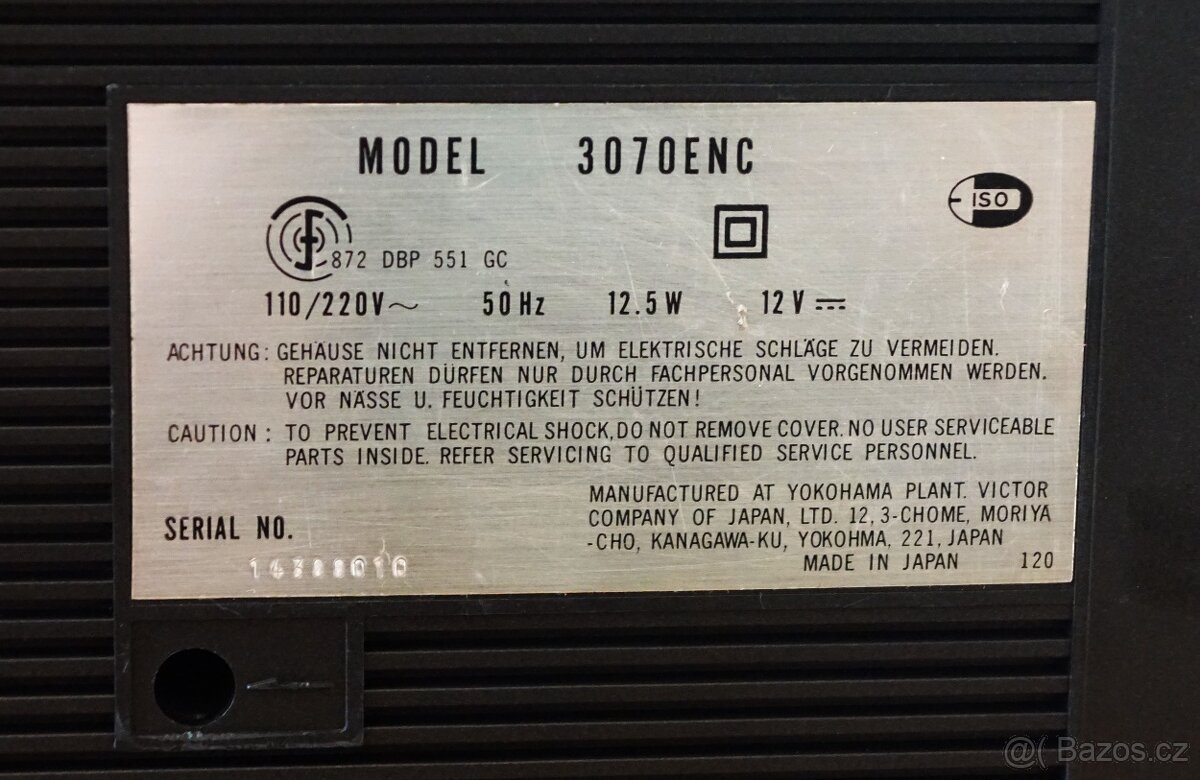 MODEL 3070ENC
ISO
872 DBP 551 GC
110/220V~ 50Hz 12.5W 12V
ACHTUNG: GEHÄUSE NICHT ENTFERNEN, UM ELEKTRISCHE SCHLÄGE ZU VERMEIDEN.
REPARATUREN DÜRFEN NUR DURCH FACHPERSONAL VORGENOMMEN WERDEN.
VOR NÄSSE U. FEUCHTIGKEIT SCHÜTZEN!
CAUTION: TO PREVENT ELECTRICAL SHOCK, DO NOT REMOVE COVER. NO USER SERVICEABLE
PARTS INSIDE. REFER SERVICING TO QUALIFIED SERVICE PERSONNEL.
MANUFACTURED AT YOKOHAMA PLANT. VICTOR
COMPANY OF JAPAN, LTD. 12, 3-CHOME, MORIYA
-CHO, KANAGAWA-KU, YOKOHMA, 221, JAPAN
MADE IN JAPAN 120
SERIAL NO.
@( Bazos.cz